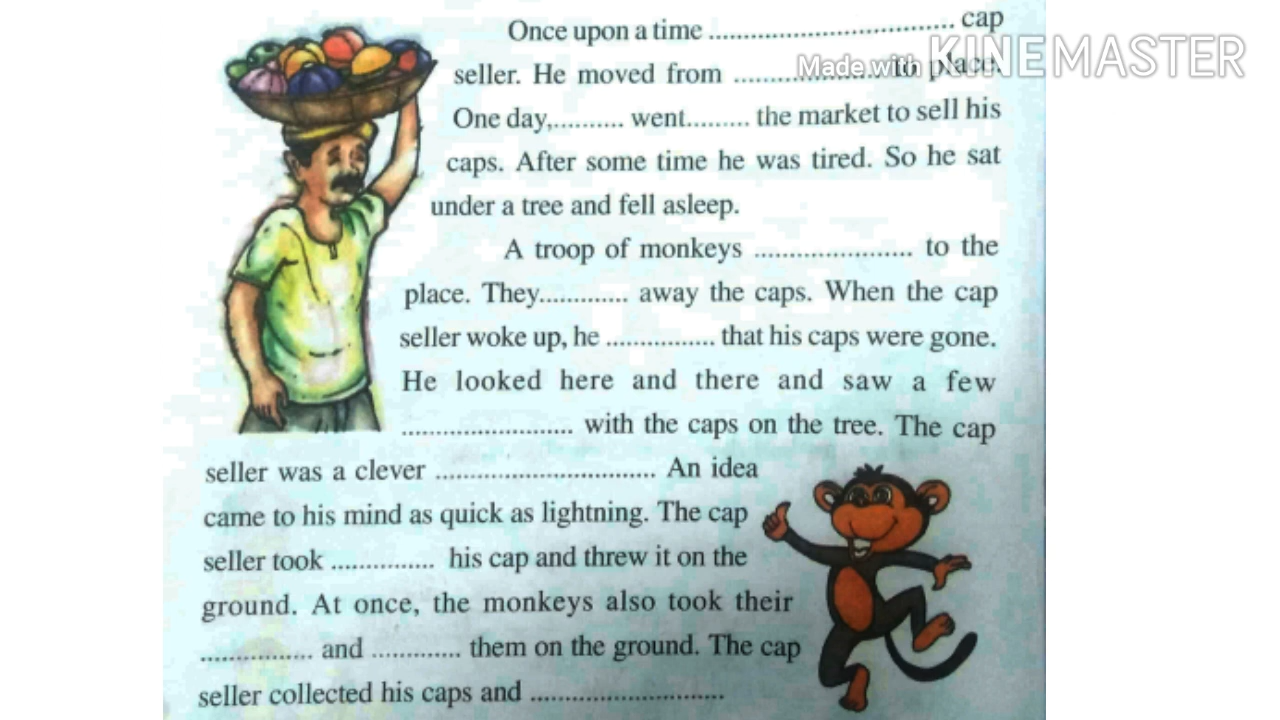 Once upon a time .................................. cap
seller. He moved from ........................ to place.
One day,.......... went......... the market to sell his
caps. After some time he was tired. So he sat
under a tree and fell asleep.
A troop of monkeys ...................... to the
place. They............. away the caps. When the cap
seller woke up, he ............... that his caps were gone.
He looked here and there and saw a few
........................ with the caps on the tree. The cap
seller was a clever ............................... An idea
came to his mind as quick as lightning. The cap
seller took ............... his cap and threw it on the
ground. At once, the monkeys also took their
................ and ............. them on the ground. The cap
seller collected his caps and ...........................
Made with KINEMASTER